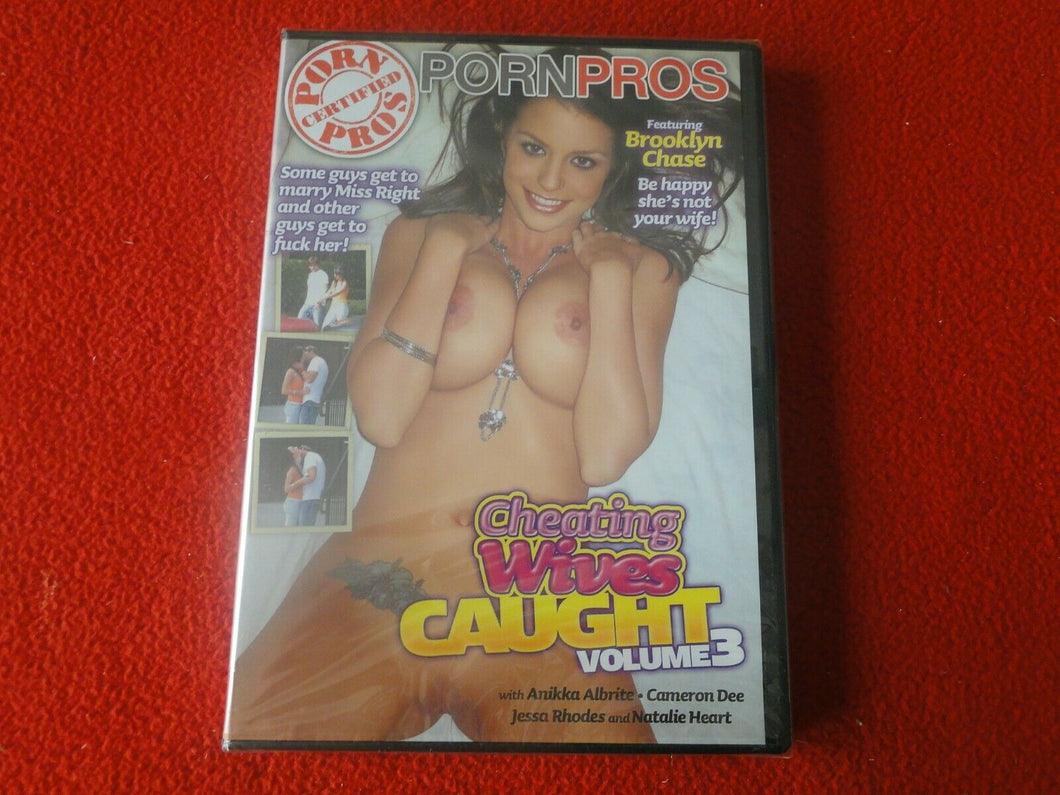 PORN PROS
CERTIFIED
PORNPROS
Featuring
Brooklyn
Chase
Be happy
she's not
your wife!
Some guys get to
marry Miss Right
and other
guys get to
fuck her!
Cheating
Wives
CAUGHT
VOLUME 3
with Anikka Albrite • Cameron Dee
Jessa Rhodes and Natalie Heart